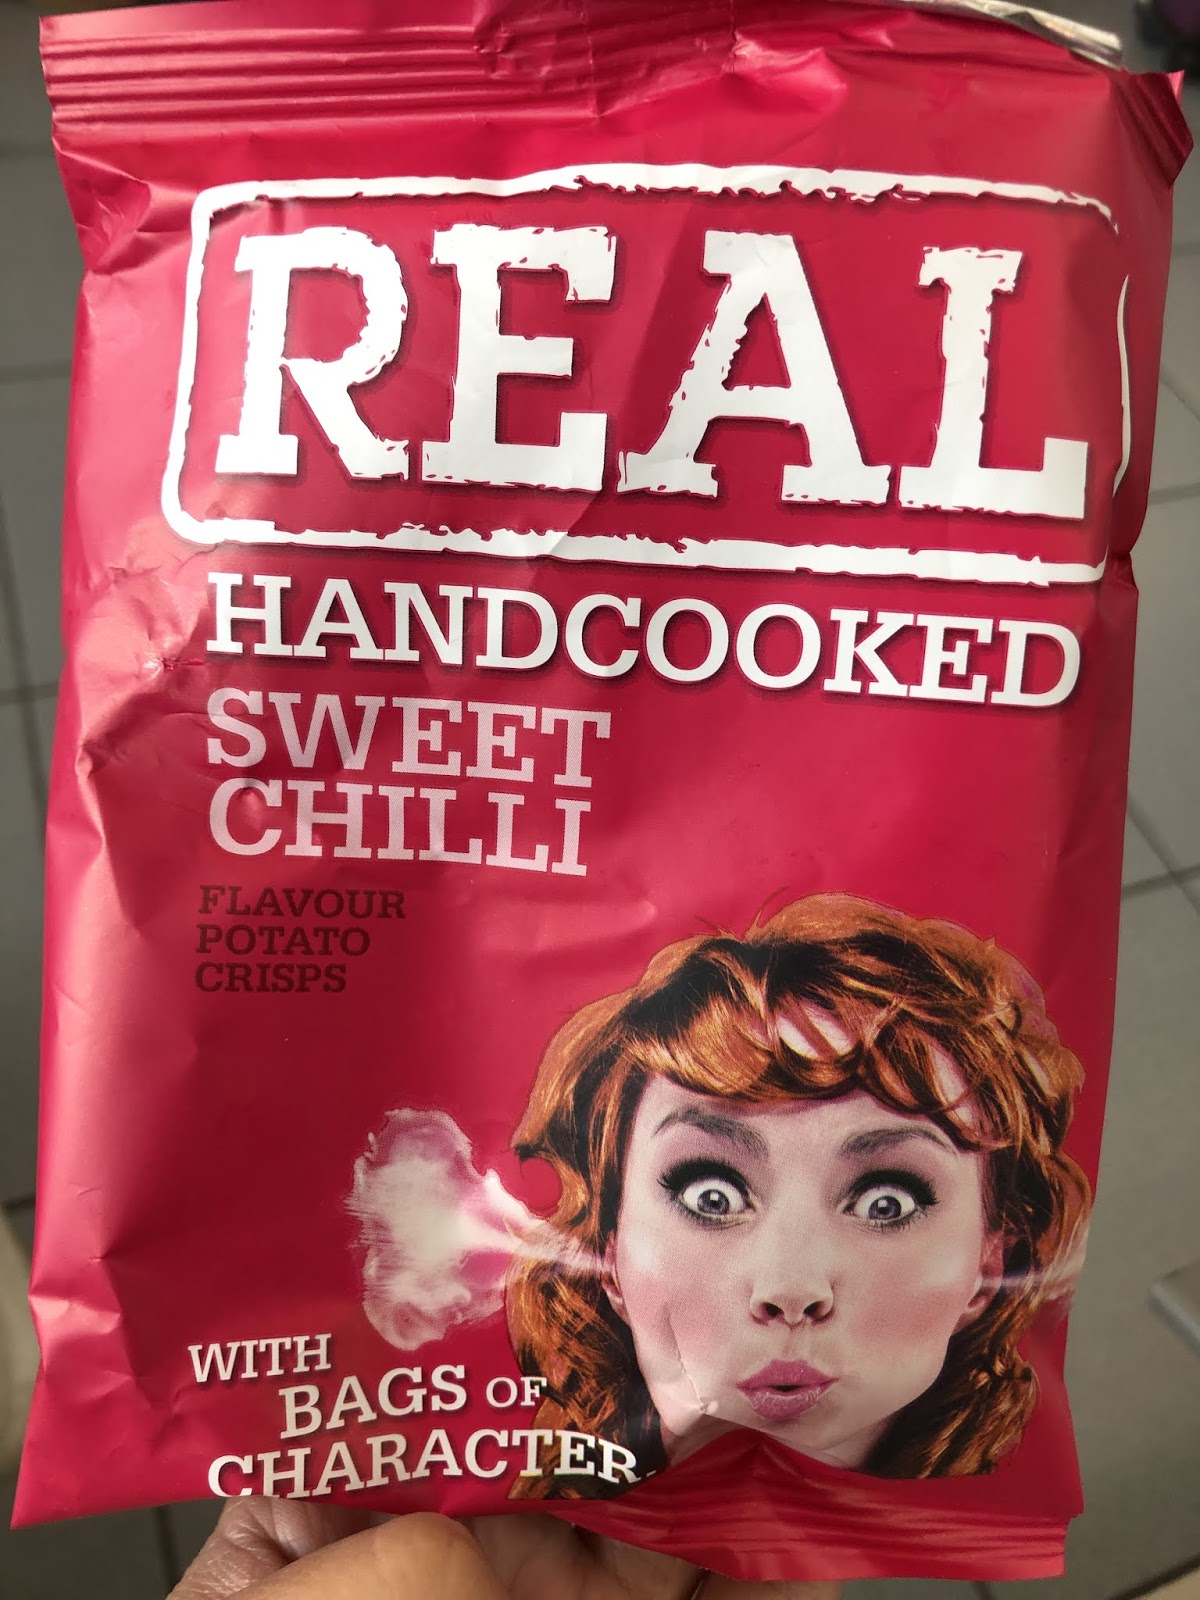 REAL
HANDCOOKED
SWEET
CHILLI
FLAVOUR
POTATO
CRISPS
WITH
BAGS OF
CHARACTER.